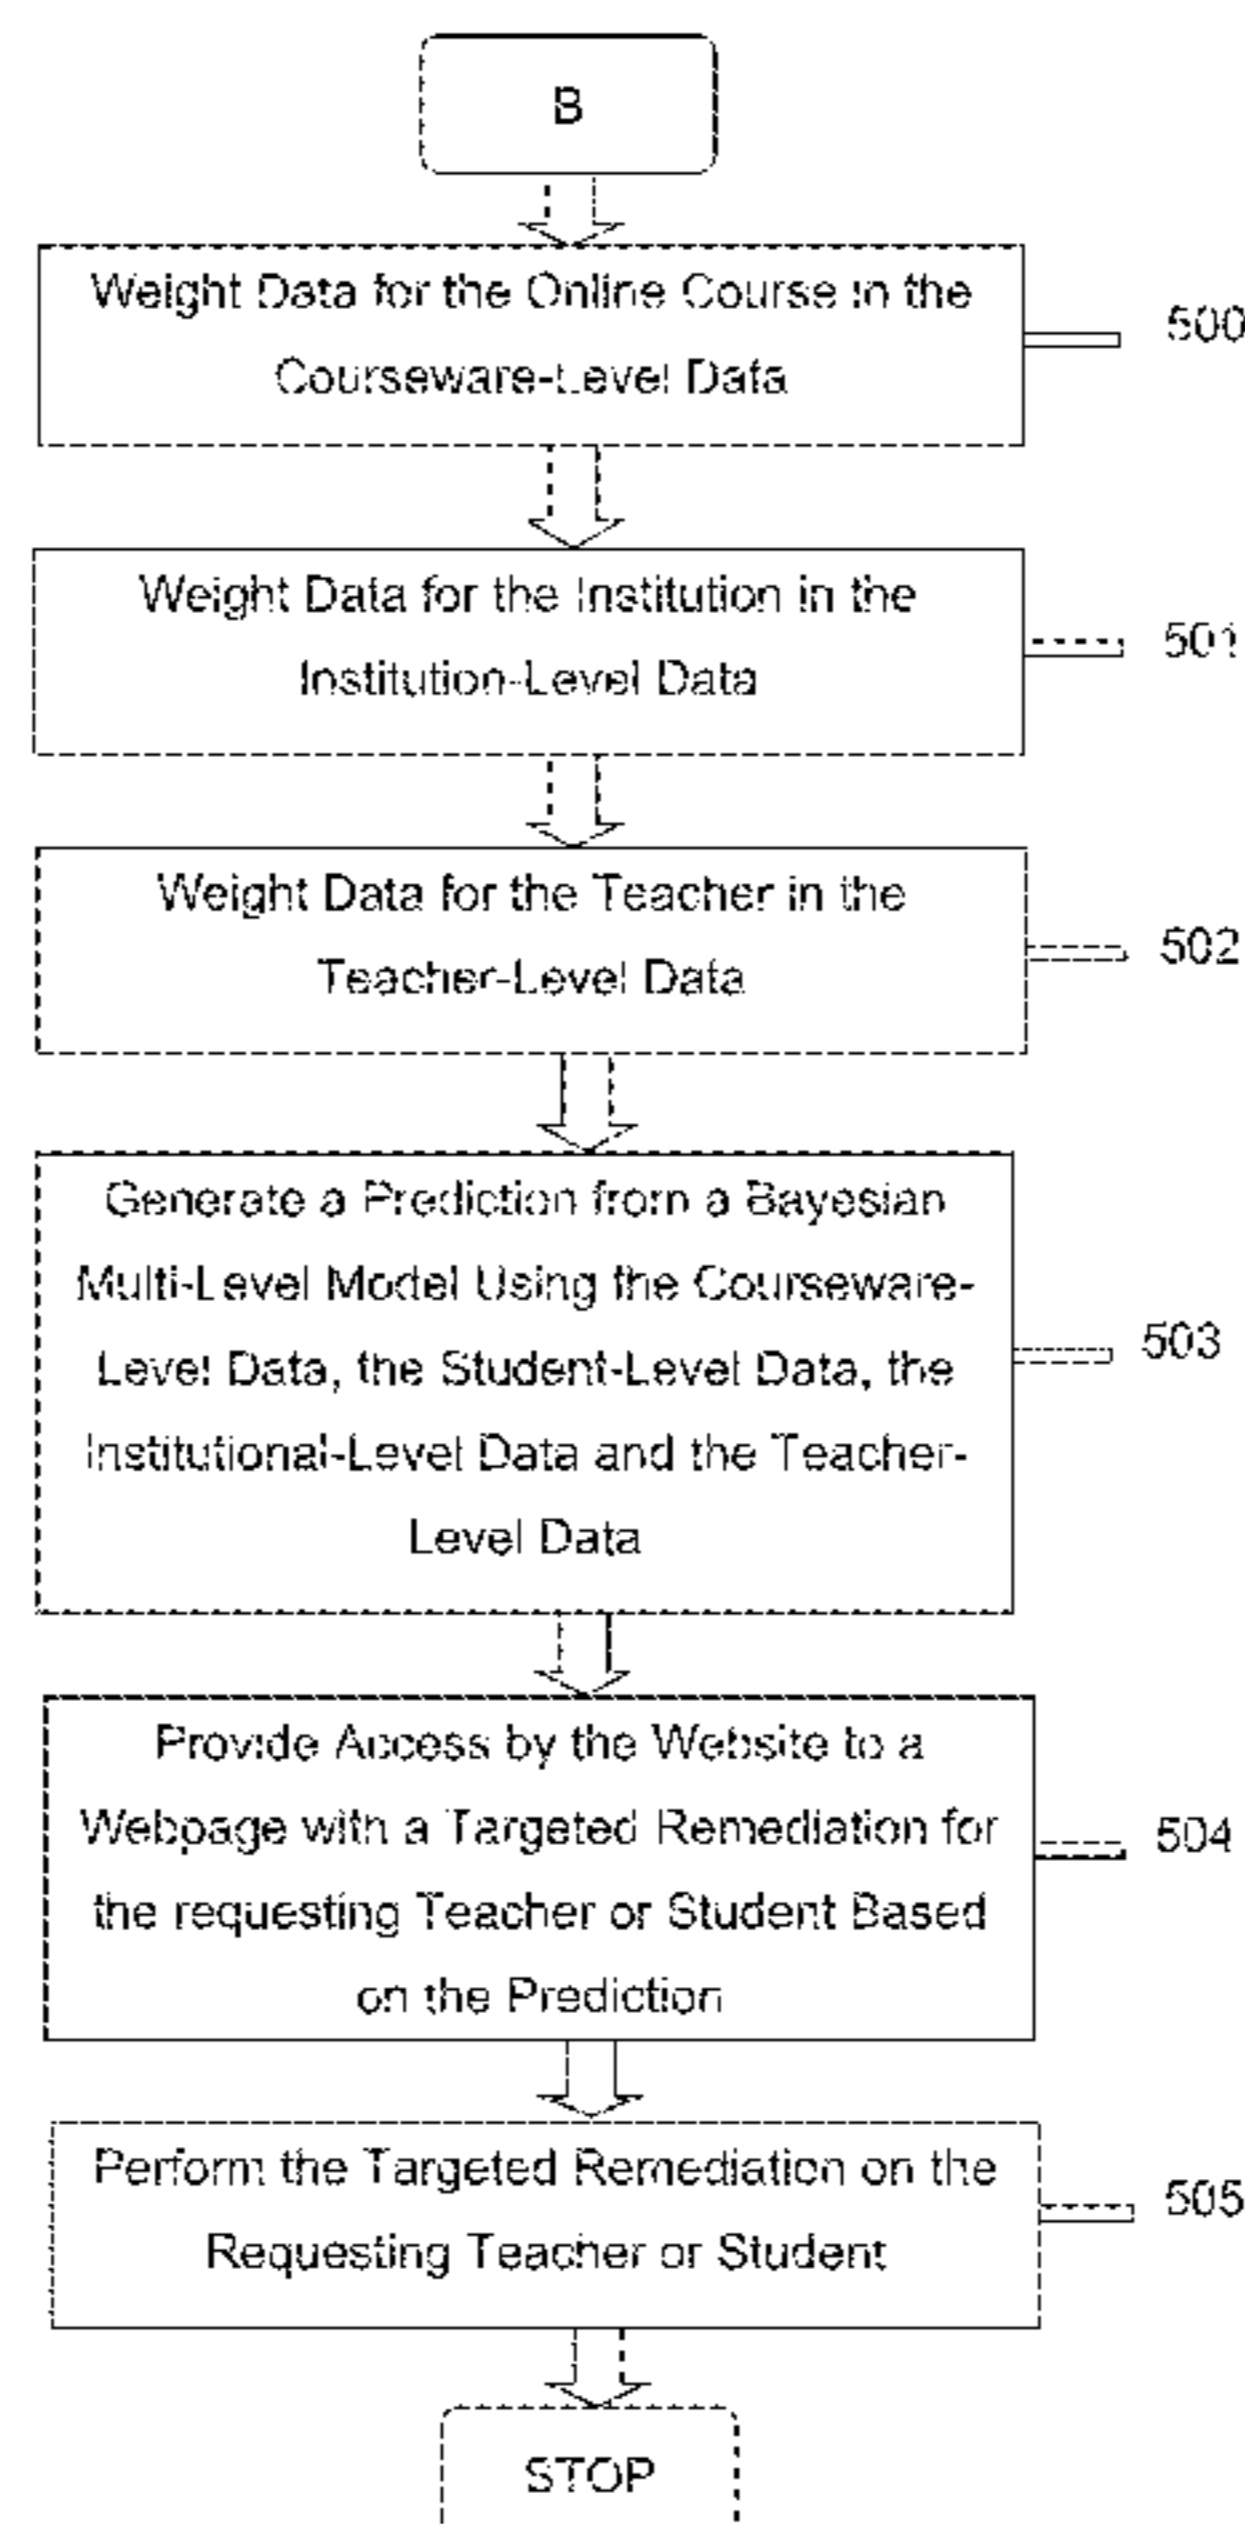 B
Weight Data for the Online Course in the
Courseware-Level Data
500
Weight Data for the Institution in the
Institution-Level Data
501
Weight Data for the Teacher in the
Teacher-Level Data
502
Generate a Prediction from a Bayesian
Multi-Level Model Using the Courseware-
Level Data, the Student-Level Data, the
Institutional-Level Data and the Teacher-
Level Data
503
Provide Access by the Website to a
Webpage with a Targeted Remediation for
the requesting Teacher or Student Based
on the Prediction
504
Perform the Targeted Remediation on the
Requesting Teacher or Student
505
STOP